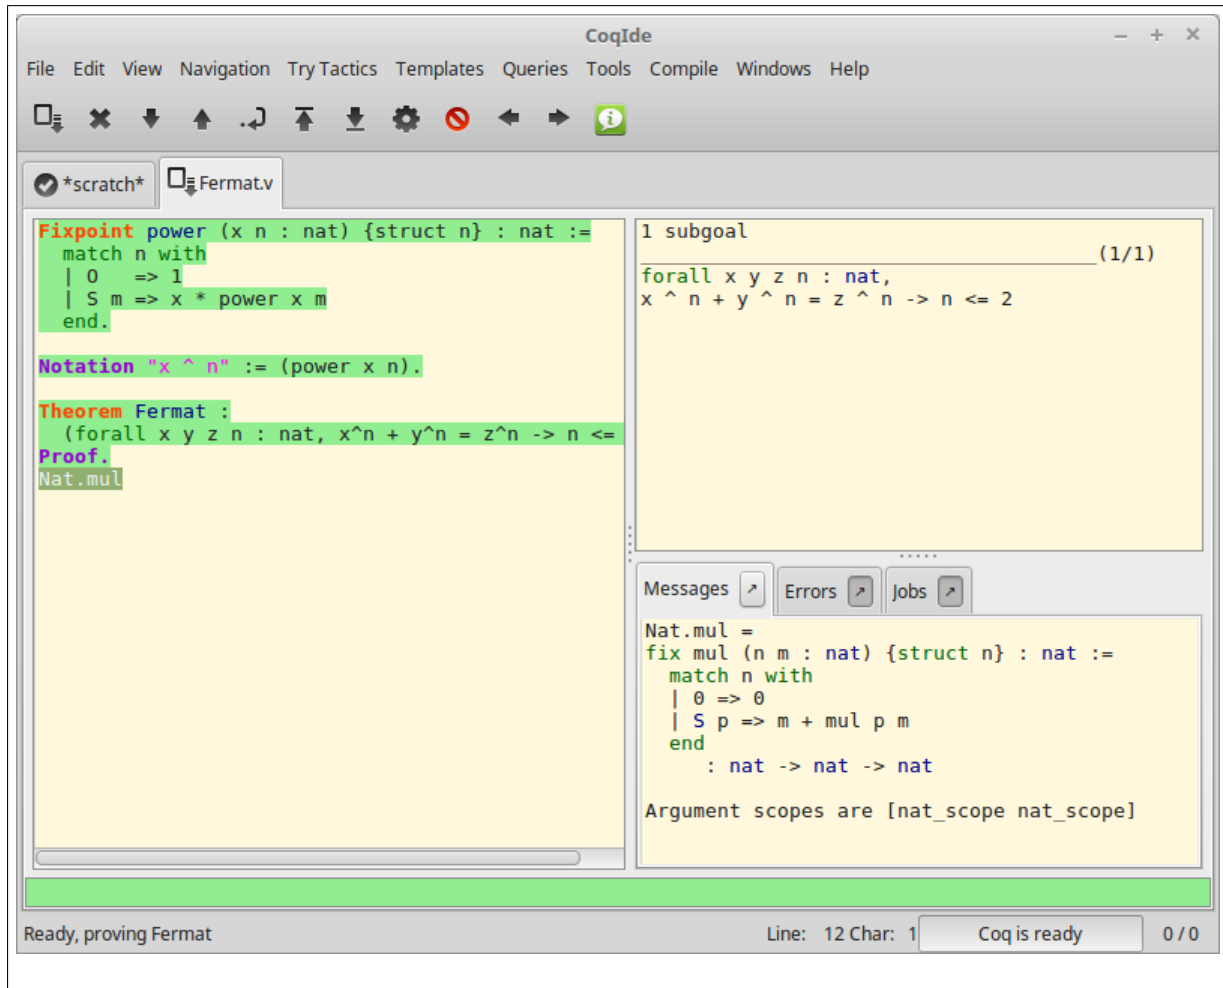 CoqIde
File Edit View Navigation Try Tactics Templates Queries Tools Compile Windows Help
*scratch* Fermat.v
Fixpoint power (x n : nat) {struct n} : nat :=
  match n with
  | O   => 1
  | S m => x * power x m
  end.
Notation "x ^ n" := (power x n).
Theorem Fermat :
  (forall x y z n : nat, x^n + y^n = z^n -> n <=
Proof.
Nat.mul
1 subgoal
______________________________________(1/1)
forall x y z n : nat,
x ^ n + y ^ n = z ^ n -> n <= 2
Messages Errors Jobs
Nat.mul =
fix mul (n m : nat) {struct n} : nat :=
  match n with
  | 0 => 0
  | S p => m + mul p m
  end
     : nat -> nat -> nat
Argument scopes are [nat_scope nat_scope]
Ready, proving Fermat Line: 12 Char: 1 Coq is ready 0 / 0